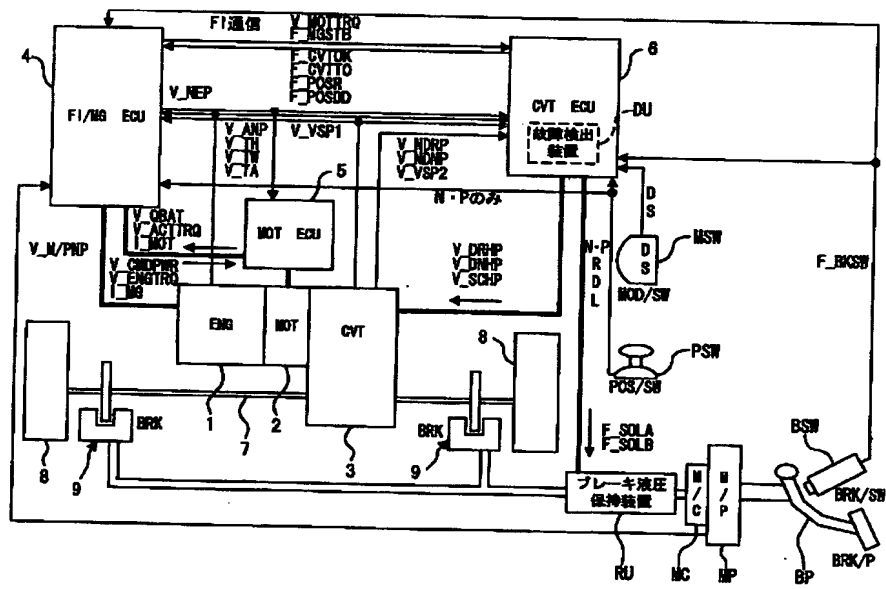 FI通信
V_MOTTRQ
F_MGSTB
4
FI/MG ECU
F_CVTOK
F_CVTTO
F_POSR
F_POSDD
6
CVT ECU
故障検出
装置
DU
V_NEP
V_ANP
V_TH
V_TW
V_TA
V_VSP1
V_NDRP
V_NDNP
V_VSP2
5
N・Pのみ
MOT ECU
V_QBAT
V_ACTTRQ
I_MOT
V_M/PNP
V_CMDPWR
V_ENGTRQ
I_MG
V_DRHP
V_DNHP
V_SCHP
N・P
R
D
L
DS
DS
MSW
MOD/SW
F_BKSW
ENG
MOT
CVT
8
PSW
POS/SW
1
2
7
3
BRK
BRK
8
9
9
F_SOLA
F_SOLB
BSW
BRK/SW
ブレーキ液圧
保持装置
M/C
M/P
BRK/P
RU
MC
MP
BP